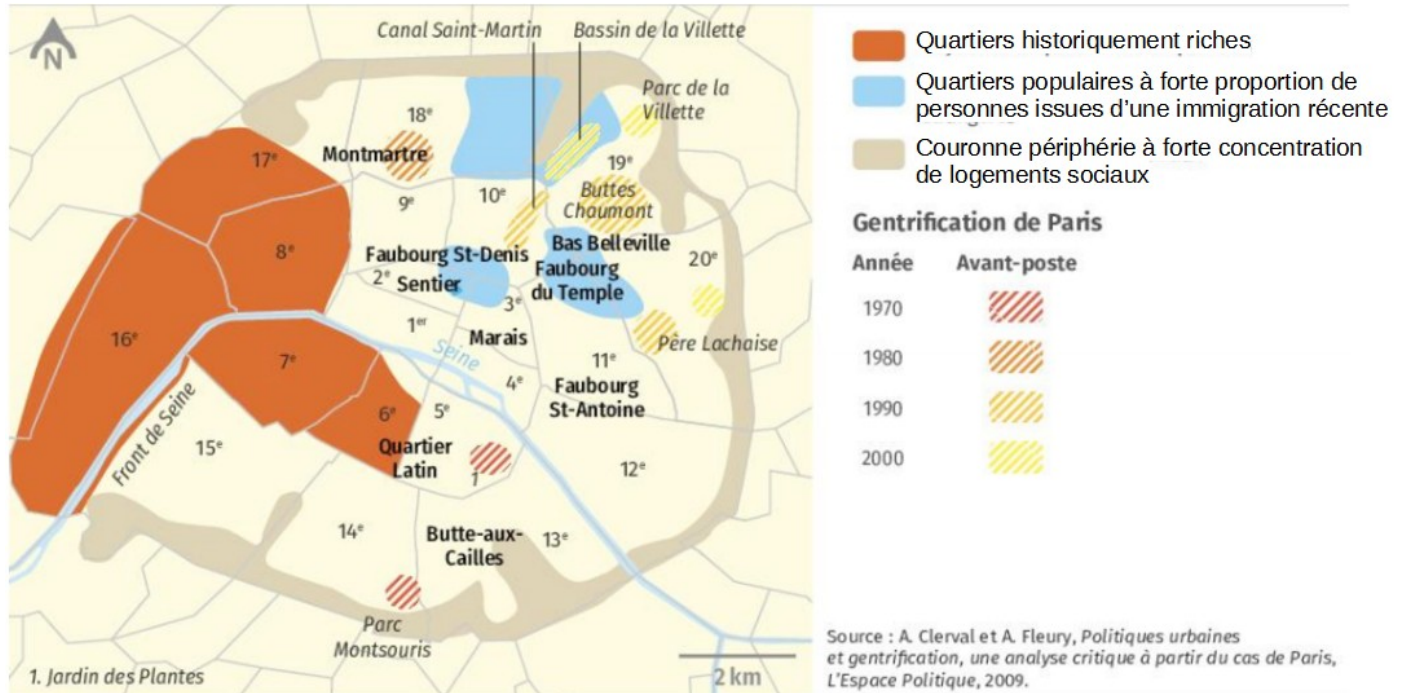 N
Canal Saint-Martin
Bassin de la Villette
Parc de la
Villette
18e
17e
Montmartre
19e
9e
10e
Buttes
Chaumont
8e
Faubourg St-Denis
Bas Belleville
20e
2e
Sentier
Faubourg
du Temple
3e
16e
1er
Marais
Père Lachaise
Seine
7e
11e
4e
Faubourg
St-Antoine
6e
5e
Front de Seine
15e
Quartier
Latin
1
12e
14e
Butte-aux-
Cailles
13e
Parc
Montsouris
1. Jardin des Plantes
2 km
Quartiers historiquement riches
Quartiers populaires à forte proportion de
personnes issues d'une immigration récente
Couronne périphérie à forte concentration
de logements sociaux
Gentrification de Paris
Année
Avant-poste
1970
1980
1990
2000
Source : A. Clerval et A. Fleury, Politiques urbaines
et gentrification, une analyse critique à partir du cas de Paris,
L'Espace Politique, 2009.